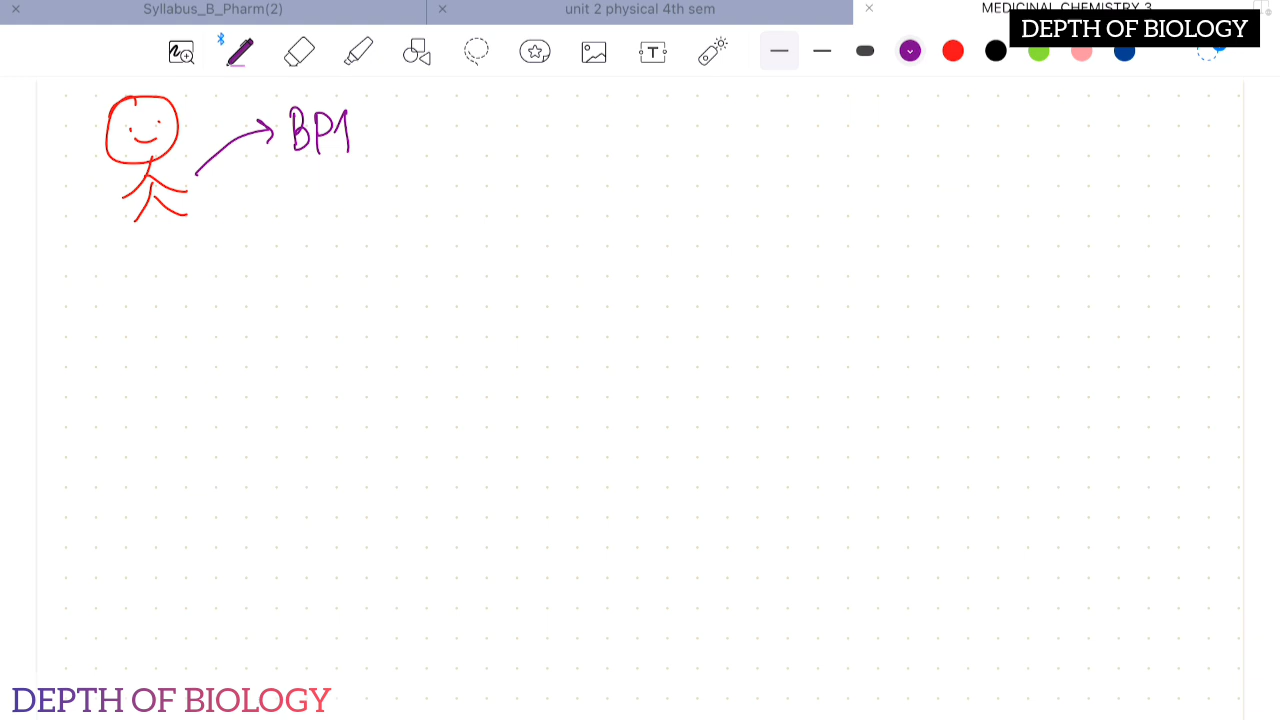 Syllabus_B_Pharm(2)
unit 2 physical 4th sem
MEDICINAL CHEMISTRY 3
DEPTH OF BIOLOGY
BP1
DEPTH OF BIOLOGY